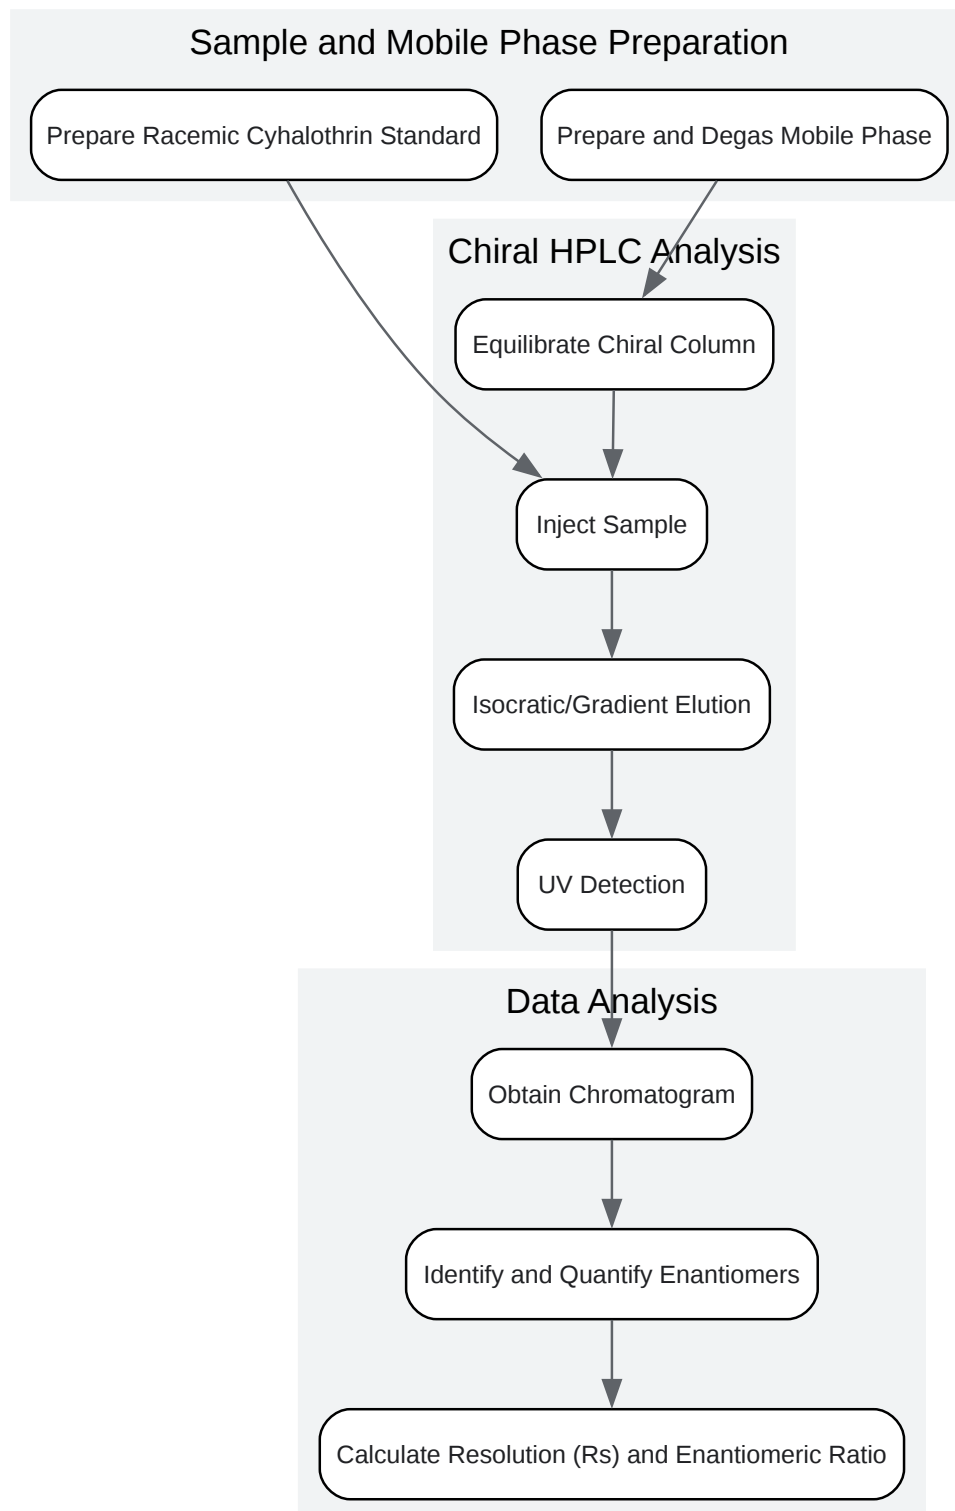 Sample and Mobile Phase Preparation
Prepare Racemic Cyhalothrin Standard
Prepare and Degas Mobile Phase
Chiral HPLC Analysis
Equilibrate Chiral Column
Inject Sample
Isocratic/Gradient Elution
UV Detection
Data Analysis
Obtain Chromatogram
Identify and Quantify Enantiomers
Calculate Resolution (Rs) and Enantiomeric Ratio